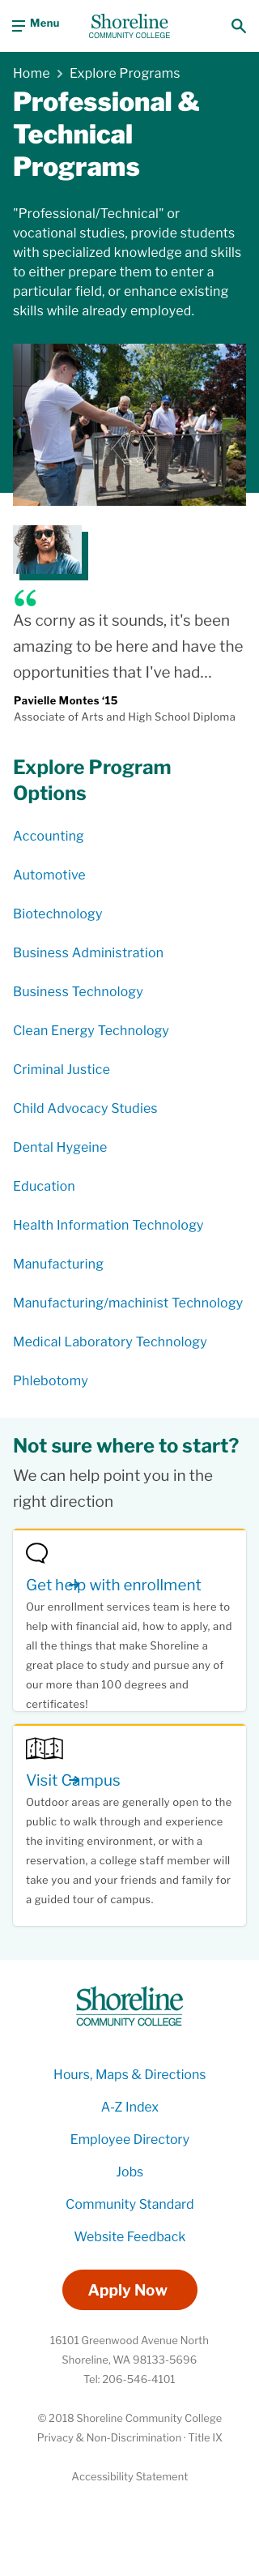 Menu
Shoreline
COMMUNITY COLLEGE
Home > Explore Programs
Professional &
Technical
Programs
"Professional/Technical" or
vocational studies, provide students
with specialized knowledge and skills
to either prepare them to enter a
particular field, or enhance existing
skills while already employed.
“
As corny as it sounds, it's been
amazing to be here and have the
opportunities that I've had...
Pavielle Montes ‘15
Associate of Arts and High School Diploma
Explore Program
Options
Accounting
Automotive
Biotechnology
Business Administration
Business Technology
Clean Energy Technology
Criminal Justice
Child Advocacy Studies
Dental Hygeine
Education
Health Information Technology
Manufacturing
Manufacturing/machinist Technology
Medical Laboratory Technology
Phlebotomy
Not sure where to start?
We can help point you in the
right direction
Get help with enrollment
Our enrollment services team is here to
help with financial aid, how to apply, and
all the things that make Shoreline a
great place to study and pursue any of
our more than 100 degrees and
certificates!
Visit Campus
Outdoor areas are generally open to the
public to walk through and experience
the inviting environment, or with a
reservation, a college staff member will
take you and your friends and family for
a guided tour of campus.
Shoreline
COMMUNITY COLLEGE
Hours, Maps & Directions
A-Z Index
Employee Directory
Jobs
Community Standard
Website Feedback
Apply Now
16101 Greenwood Avenue North
Shoreline, WA 98133-5696
Tel: 206-546-4101
© 2018 Shoreline Community College
Privacy & Non-Discrimination · Title IX
Accessibility Statement